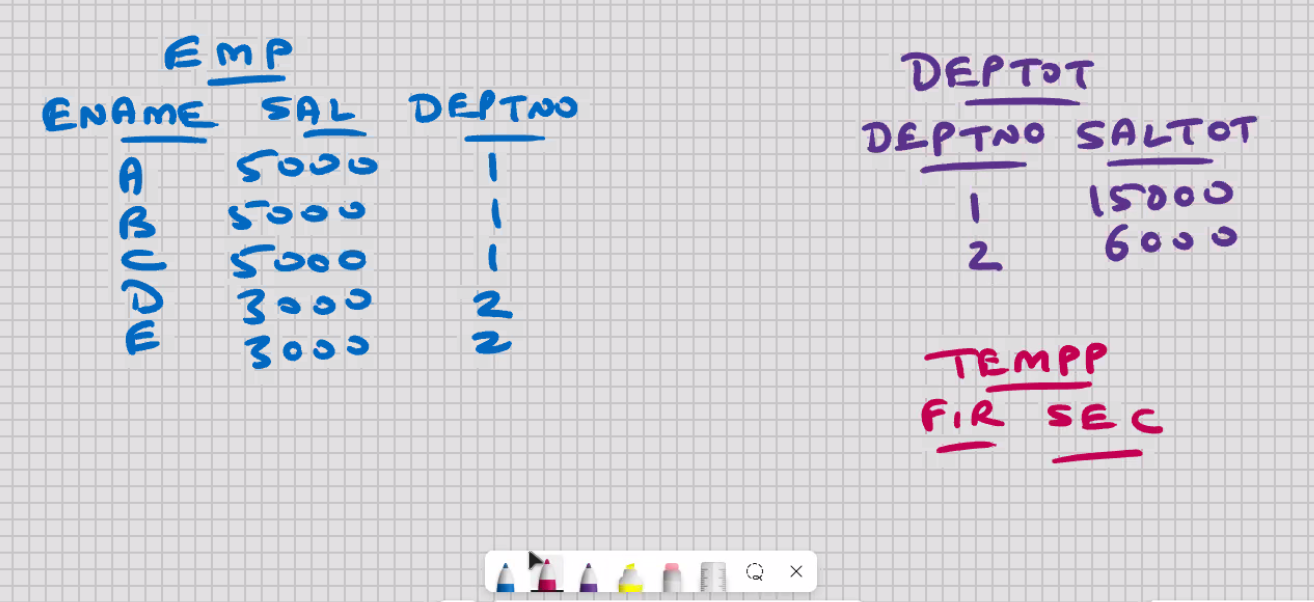 EMP
ENAME SAL DEPTNO
A 5000 1
B 5000 1
C 5000 1
D 3000 2
E 3000 2
DEPTOT
DEPTNO SALTOT
1 15000
2 6000
TEMPP
FIR SEC